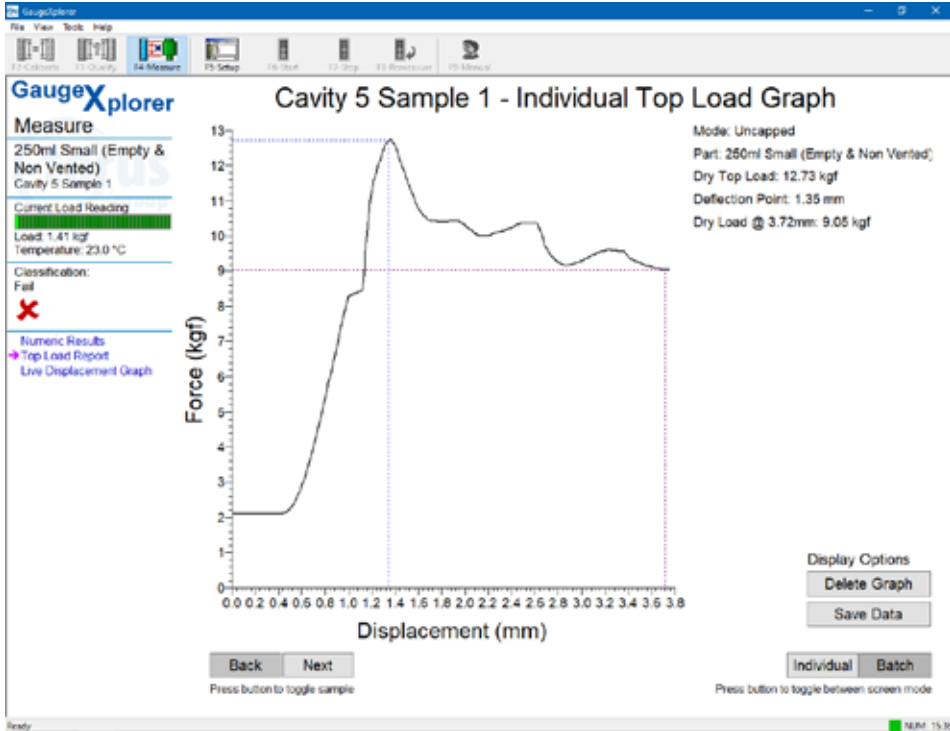 GaugeXplorer
File View Tools Help
F2-Calibrate F3-Qualify F4-Measure F5-Setup F6-Start F7-Stop F8-Remeasure F9-Manual
GaugeXplorer
Measure
250ml Small (Empty &
Non Vented)
Cavity 5 Sample 1
Current Load Reading
Load: 1.41 kgf
Temperature: 23.0 °C
Classification:
Fail
Numeric Results
Top Load Report
Live Displacement Graph
Cavity 5 Sample 1 - Individual Top Load Graph
Mode: Uncapped
Part: 250ml Small (Empty & Non Vented)
Dry Top Load: 12.73 kgf
Deflection Point: 1.35 mm
Dry Load @ 3.72mm: 9.05 kgf
Force (kgf)
13
12
11
10
9
8
7
6
5
4
3
2
1
0
0.0 0.2 0.4 0.6 0.8 1.0 1.2 1.4 1.6 1.8 2.0 2.2 2.4 2.6 2.8 3.0 3.2 3.4 3.6 3.8
Displacement (mm)
Display Options
Delete Graph
Save Data
Back Next
Press button to toggle sample
Individual Batch
Press button to toggle between screen mode
Ready
NUM